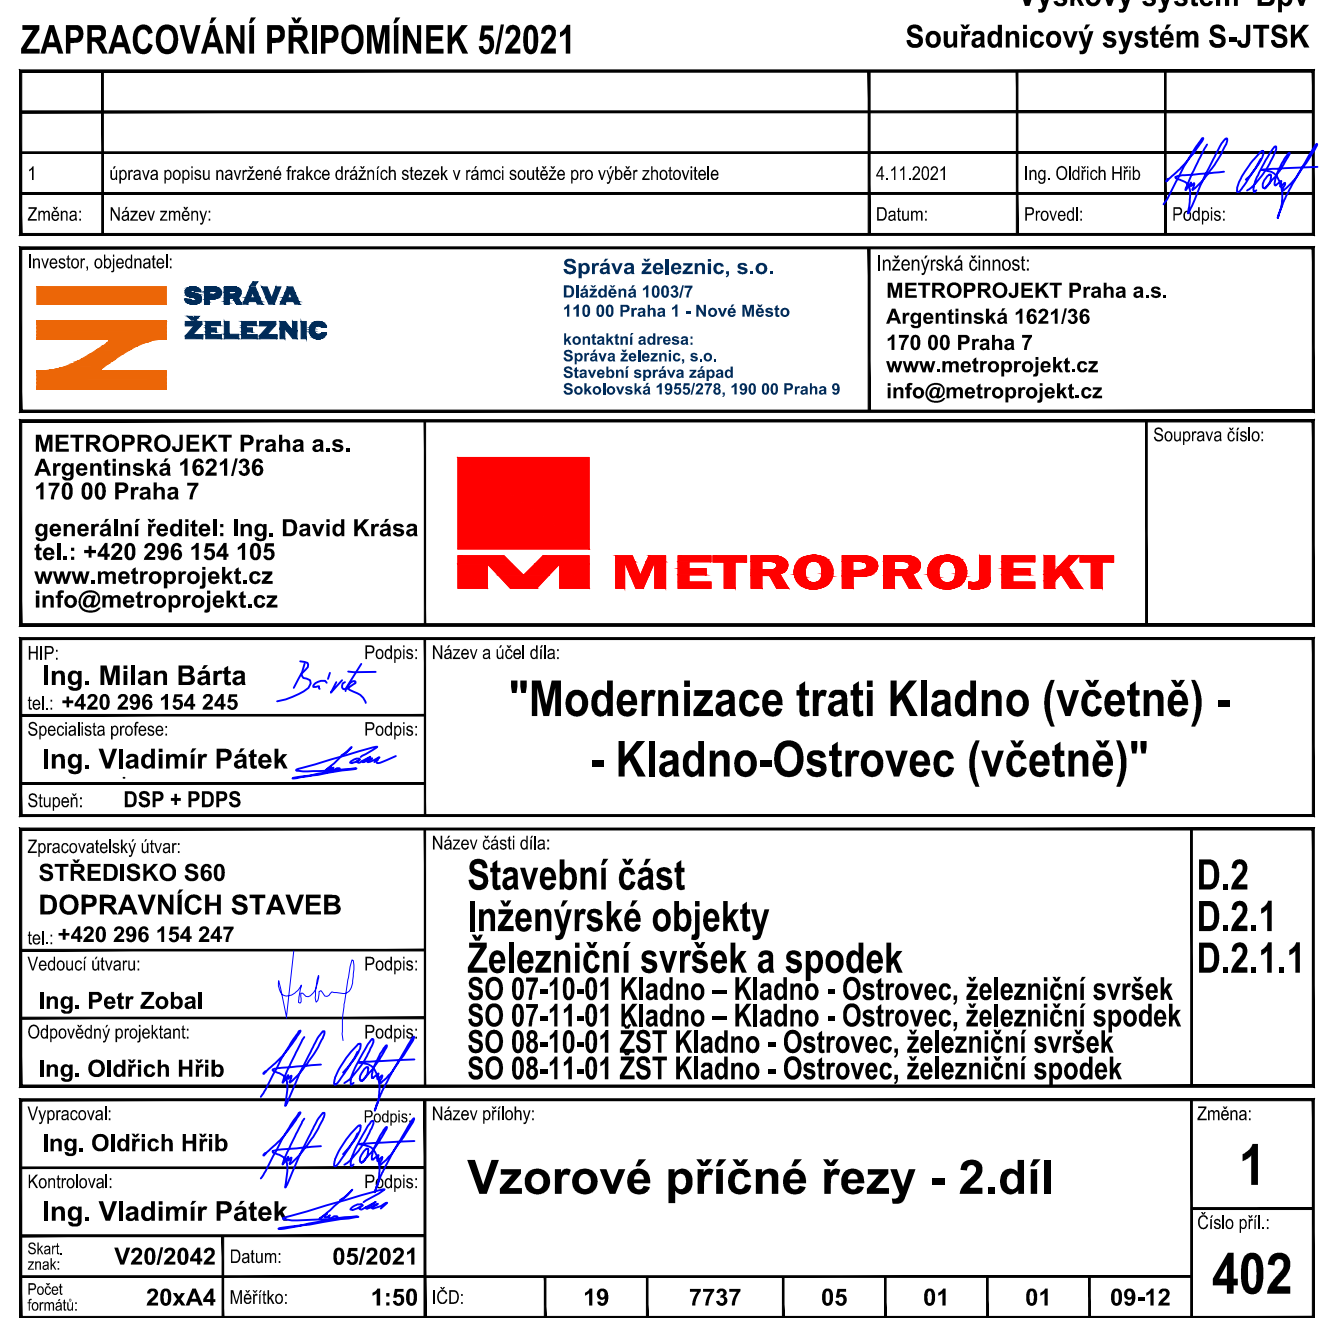 Výškový systém Bpv
ZAPRACOVÁNÍ PŘIPOMÍNEK 5/2021
Souřadnicový systém S-JTSK
1 úprava popisu navržené frakce drážních stezek v rámci soutěže pro výběr zhotovitele 4.11.2021 Ing. Oldřich Hřib
Změna: Název změny: Datum: Provedl: Podpis:
Investor, objednatel:
SPRÁVA
ŽELEZNIC
Správa železnic, s.o.
Dlážděná 1003/7
110 00 Praha 1 - Nové Město
kontaktní adresa:
Správa železnic, s.o.
Stavební správa západ
Sokolovská 1955/278, 190 00 Praha 9
Inženýrská činnost:
METROPROJEKT Praha a.s.
Argentinská 1621/36
170 00 Praha 7
www.metroprojekt.cz
info@metroprojekt.cz
METROPROJEKT Praha a.s.
Argentinská 1621/36
170 00 Praha 7
generální ředitel: Ing. David Krása
tel.: +420 296 154 105
www.metroprojekt.cz
info@metroprojekt.cz
METROPROJEKT
Souprava číslo:
HIP: Podpis:
Ing. Milan Bárta
tel.: +420 296 154 245
Specialista profese: Podpis:
Ing. Vladimír Pátek
Stupeň: DSP + PDPS
Název a účel díla:
"Modernizace trati Kladno (včetně) -
- Kladno-Ostrovec (včetně)"
Zpracovatelský útvar:
STŘEDISKO S60
DOPRAVNÍCH STAVEB
tel.: +420 296 154 247
Vedoucí útvaru: Podpis:
Ing. Petr Zobal
Odpovědný projektant: Podpis:
Ing. Oldřich Hřib
Název části díla:
Stavební část D.2
Inženýrské objekty D.2.1
Železniční svršek a spodek D.2.1.1
SO 07-10-01 Kladno – Kladno - Ostrovec, železniční svršek
SO 07-11-01 Kladno – Kladno - Ostrovec, železniční spodek
SO 08-10-01 ŽST Kladno - Ostrovec, železniční svršek
SO 08-11-01 ŽST Kladno - Ostrovec, železniční spodek
Vypracoval: Podpis:
Ing. Oldřich Hřib
Kontroloval: Podpis:
Ing. Vladimír Pátek
Skart. znak: V20/2042 Datum: 05/2021
Počet formátů: 20xA4 Měřítko: 1:50
Název přílohy:
Vzorové příčné řezy - 2.díl
IČD: 19 7737 05 01 01 09-12
Změna:
1
Číslo příl.:
402